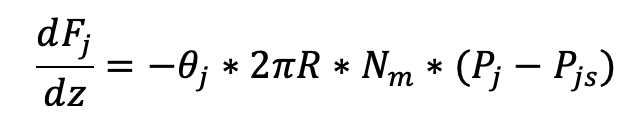 dF_j/dz = −θ_j * 2πR * N_m * (P_j − P_js)